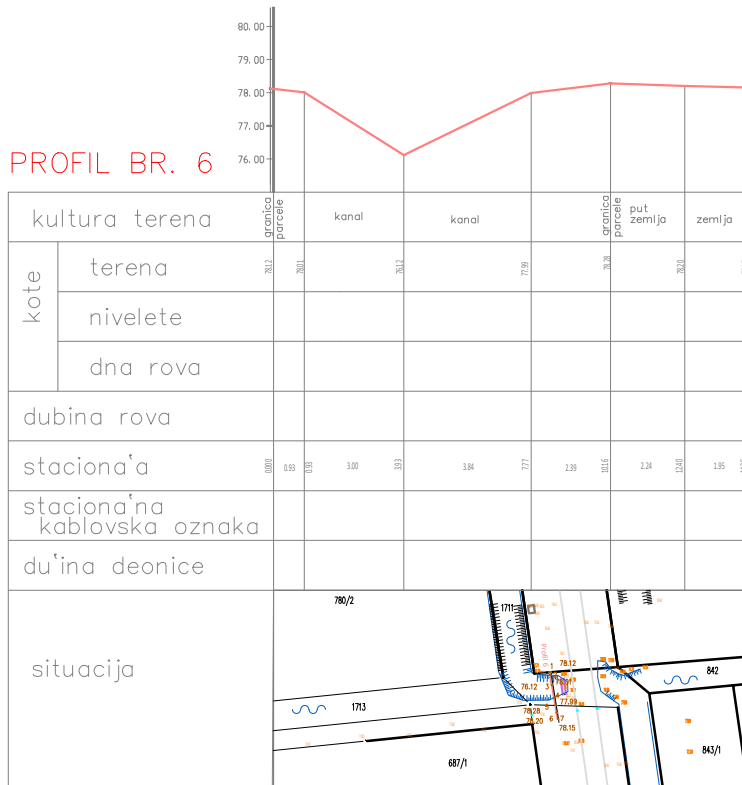 80.00
79.00
78.00
77.00
76.00
PROFIL BR. 6
kultura terena
granica parcele
kanal
kanal
granica parcele
put
zemlja
zemlja
kote
terena
78.12
78.01
76.12
77.99
78.28
78.20
nivelete
dna rova
dubina rova
staciona'a
0.00
0.93
0.93
3.00
3.93
3.84
7.77
2.39
10.16
2.24
12.40
1.95
staciona'na
kablovska oznaka
du'ina deonice
situacija
780/2
1711
Profil 6
1
78.12
842
76.12
3
77.99
1713
78.28
5
78.20
6
7
78.15
687/1
843/1